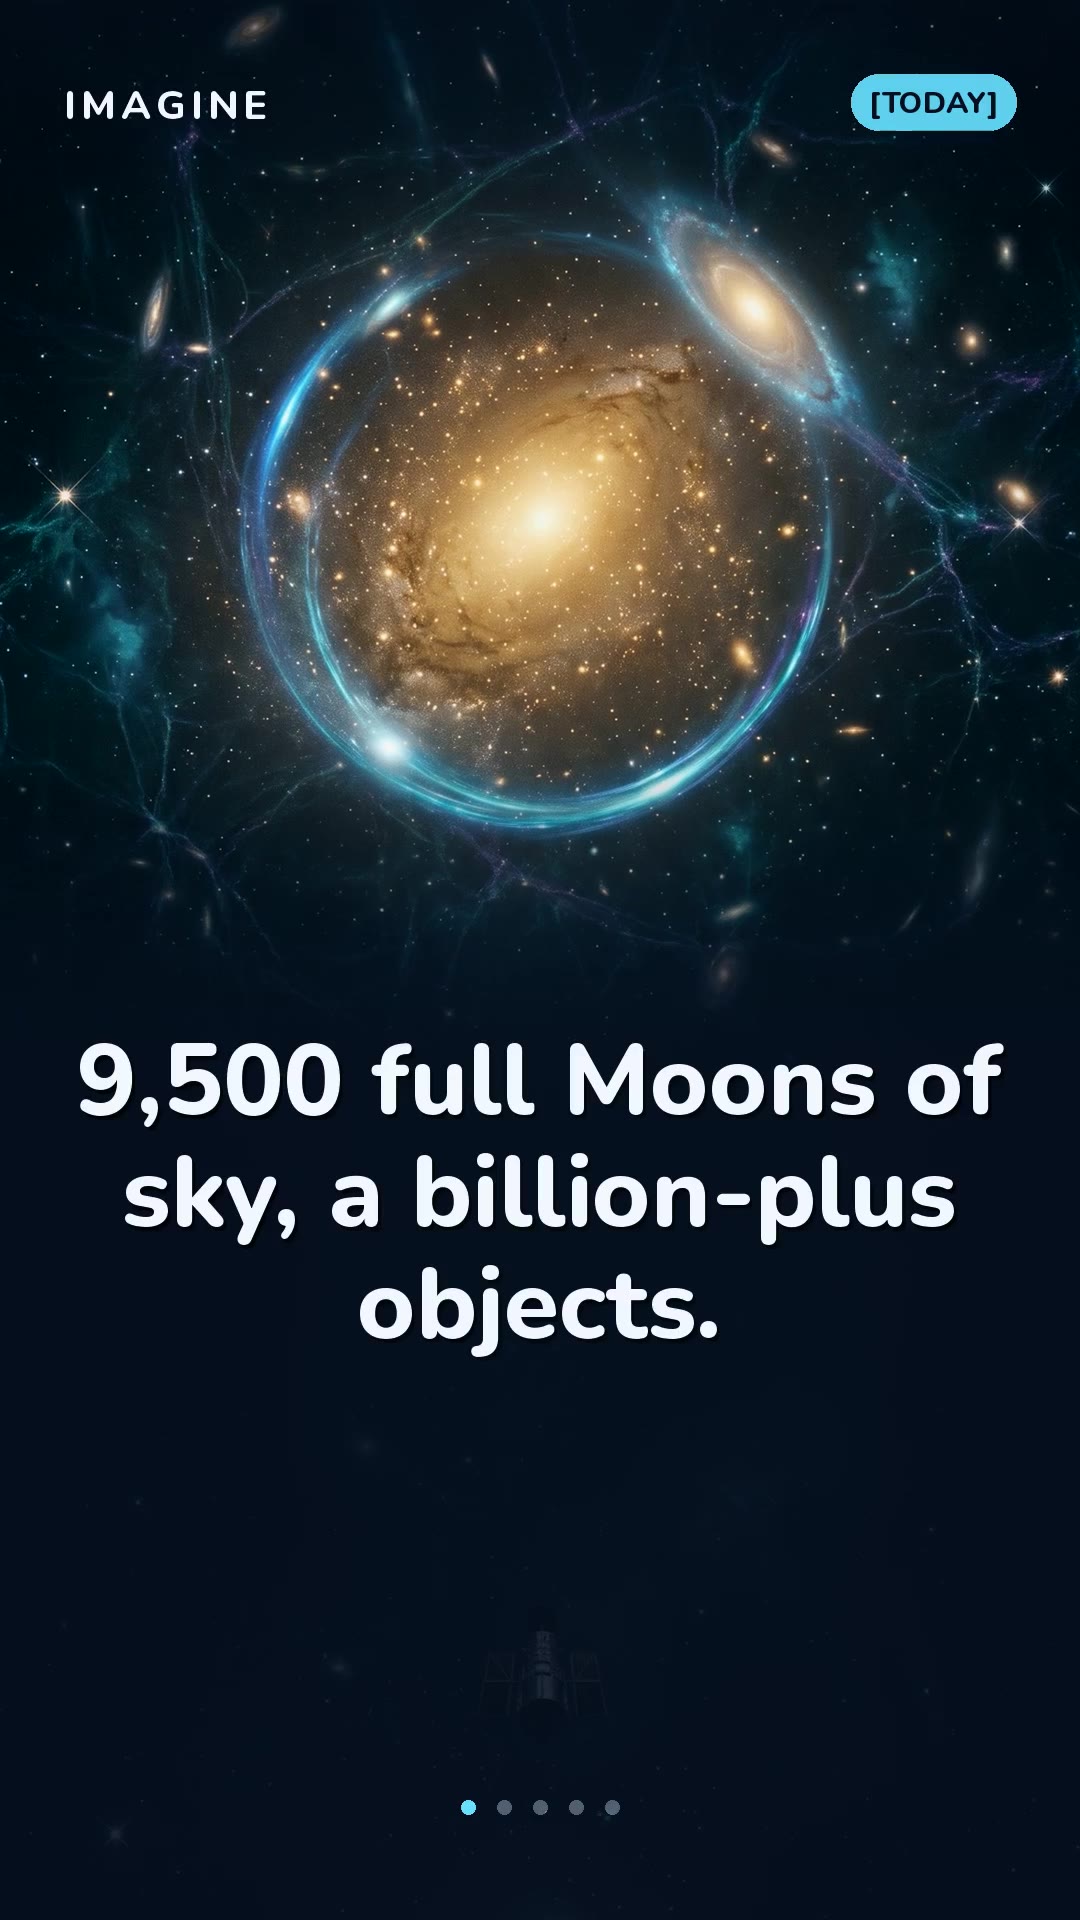 IMAGINE
[TODAY]
9,500 full Moons of
sky, a billion-plus
objects.